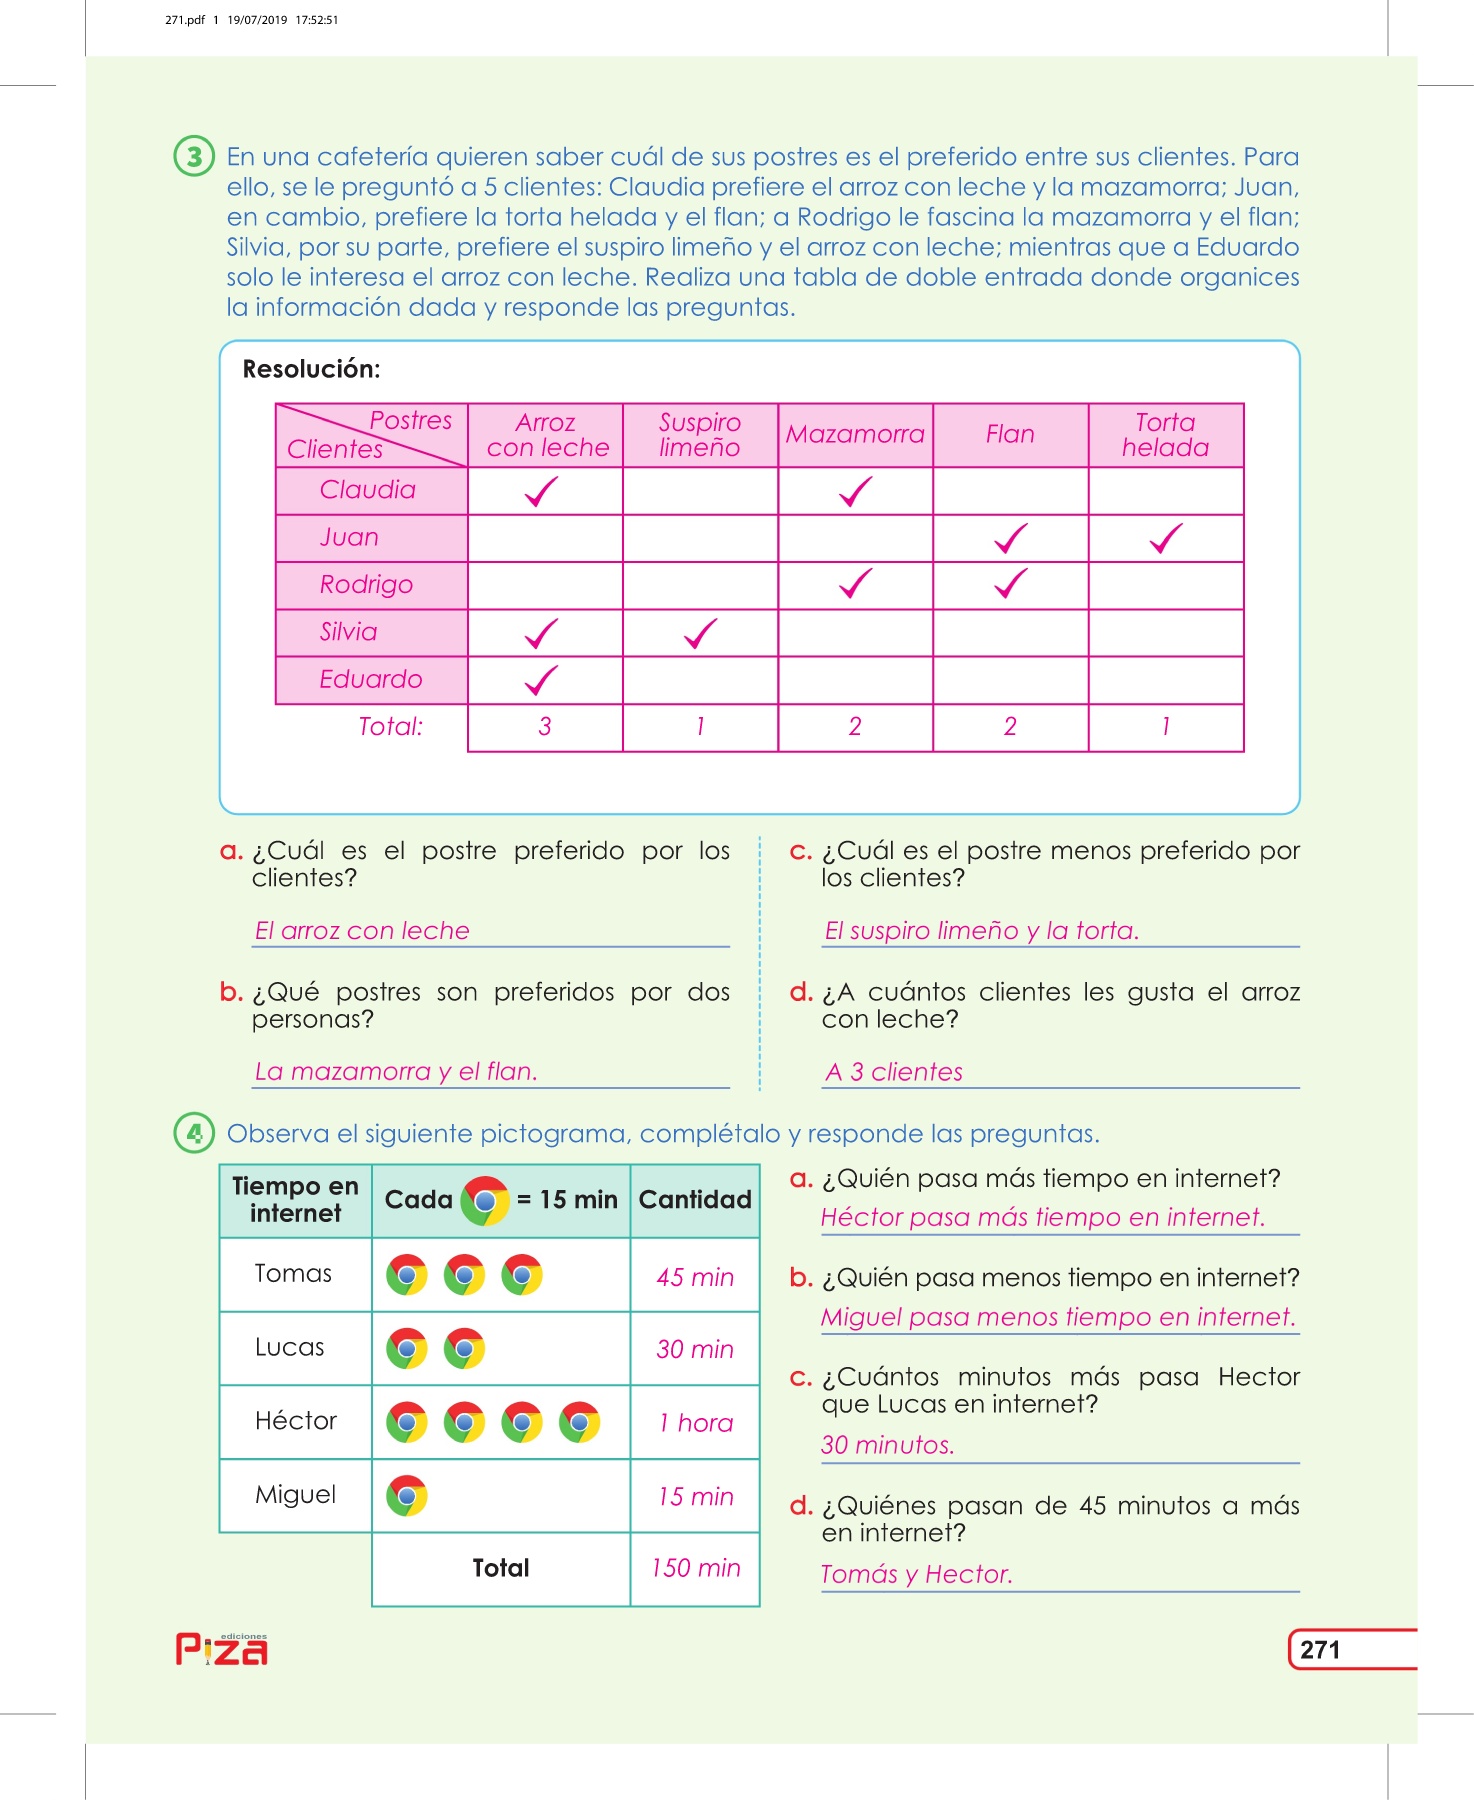 271.pdf 1 19/07/2019 17:52:51
3 En una cafetería quieren saber cuál de sus postres es el preferido entre sus clientes. Para
ello, se le preguntó a 5 clientes: Claudia prefiere el arroz con leche y la mazamorra; Juan,
en cambio, prefiere la torta helada y el flan; a Rodrigo le fascina la mazamorra y el flan;
Silvia, por su parte, prefiere el suspiro limeño y el arroz con leche; mientras que a Eduardo
solo le interesa el arroz con leche. Realiza una tabla de doble entrada donde organices
la información dada y responde las preguntas.
Resolución:
Postres
Clientes
Arroz
con leche
Suspiro
limeño
Mazamorra
Flan
Torta
helada
Claudia ✓ ✓
Juan ✓ ✓
Rodrigo ✓ ✓
Silvia ✓ ✓
Eduardo ✓
Total: 3 1 2 2 1
a. ¿Cuál es el postre preferido por los
clientes?
El arroz con leche
b. ¿Qué postres son preferidos por dos
personas?
La mazamorra y el flan.
c. ¿Cuál es el postre menos preferido por
los clientes?
El suspiro limeño y la torta.
d. ¿A cuántos clientes les gusta el arroz
con leche?
A 3 clientes
4 Observa el siguiente pictograma, complétalo y responde las preguntas.
Tiempo en
internet
Cada = 15 min
Cantidad
Tomas 45 min
Lucas 30 min
Héctor 1 hora
Miguel 15 min
Total 150 min
a. ¿Quién pasa más tiempo en internet?
Héctor pasa más tiempo en internet.
b. ¿Quién pasa menos tiempo en internet?
Miguel pasa menos tiempo en internet.
c. ¿Cuántos minutos más pasa Hector
que Lucas en internet?
30 minutos.
d. ¿Quiénes pasan de 45 minutos a más
en internet?
Tomás y Hector.
ediciones
Piza
271